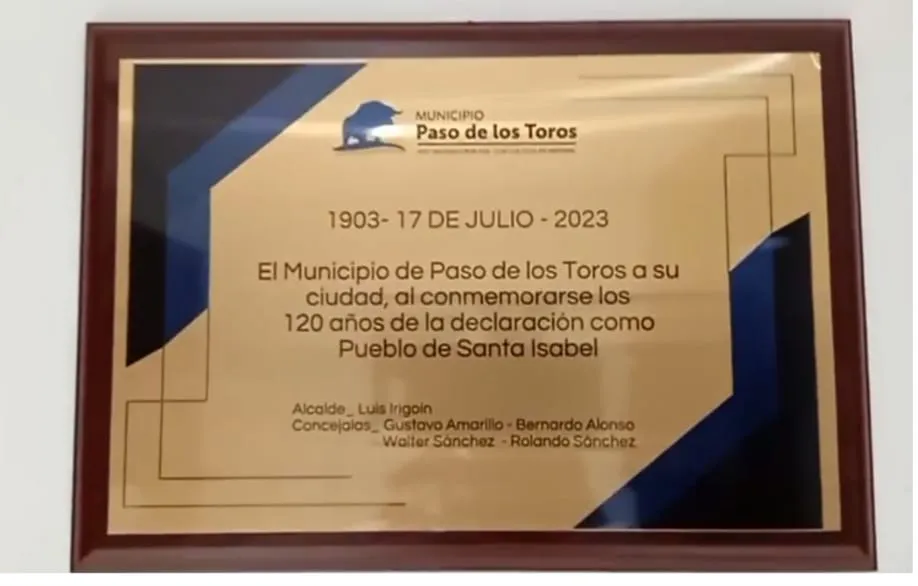 MUNICIPIO
Paso de los Toros
1903- 17 DE JULIO - 2023
El Municipio de Paso de los Toros a su
ciudad, al conmemorarse los
120 años de la declaración como
Pueblo de Santa Isabel
Alcalde_ Luis Irigoin
Concejalas_ Gustavo Amarillo - Bernardo Alonso
Walter Sánchez - Rolando Sánchez